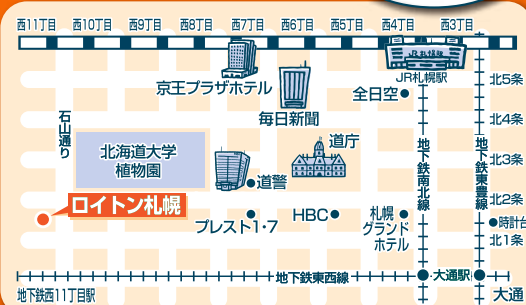 西11丁目 西10丁目 西9丁目 西8丁目 西7丁目 西6丁目 西5丁目 西4丁目 西3丁目
JR札幌駅
JR札幌駅
京王プラザホテル
北5条
全日空
毎日新聞
北4条
石山通り
北海道大学
植物園
道庁
地下鉄南北線
地下鉄東豊線
北3条
道警
北2条
ロイトン札幌
プレスト1・7
HBC
札幌
グランド
ホテル
時計台
北1条
地下鉄東西線
大通駅
地下鉄西11丁目駅
大通